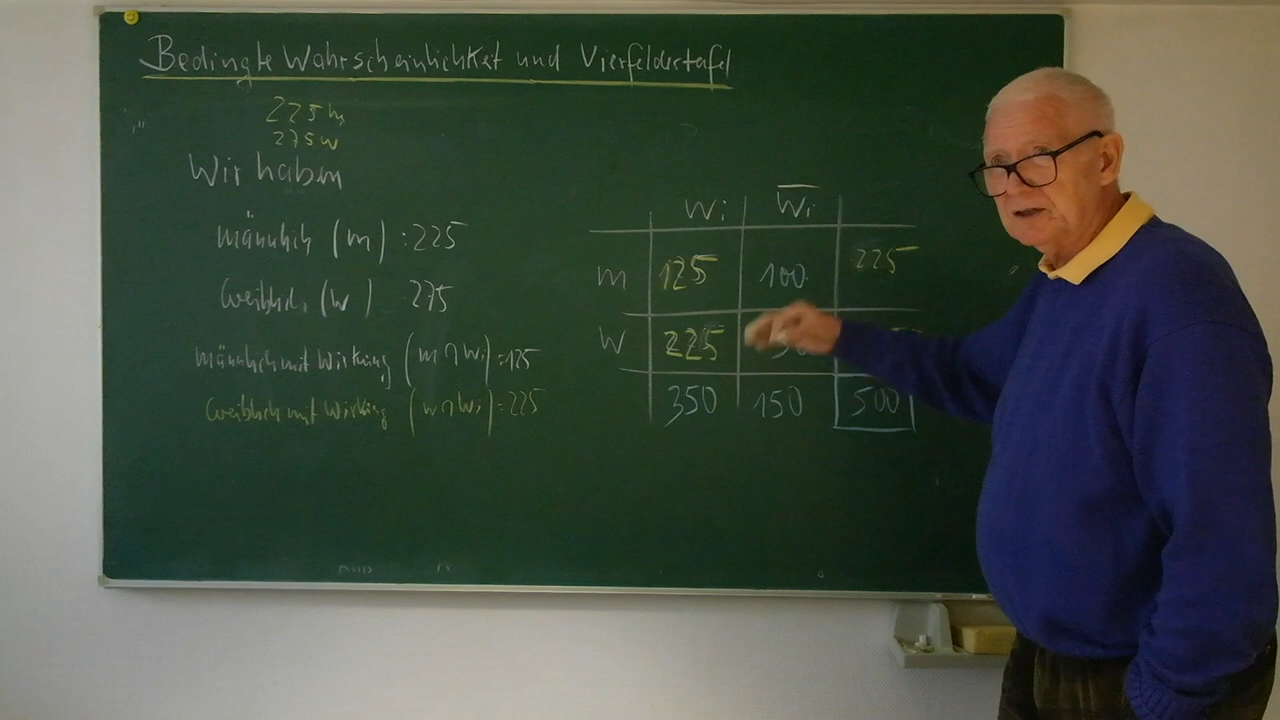 Bedingte Wahrscheinlichkeit und Vierfeldertafel
225 m
275 w
Wir haben
männlich (m) : 225
weiblich (w) 275
männlich mit Wirkung (m ∩ Wi) = 125
weiblich mit Wirkung (w ∩ Wi) = 225
Wi W̅i̅
m 125 100 225
W 225 50
350 150 500